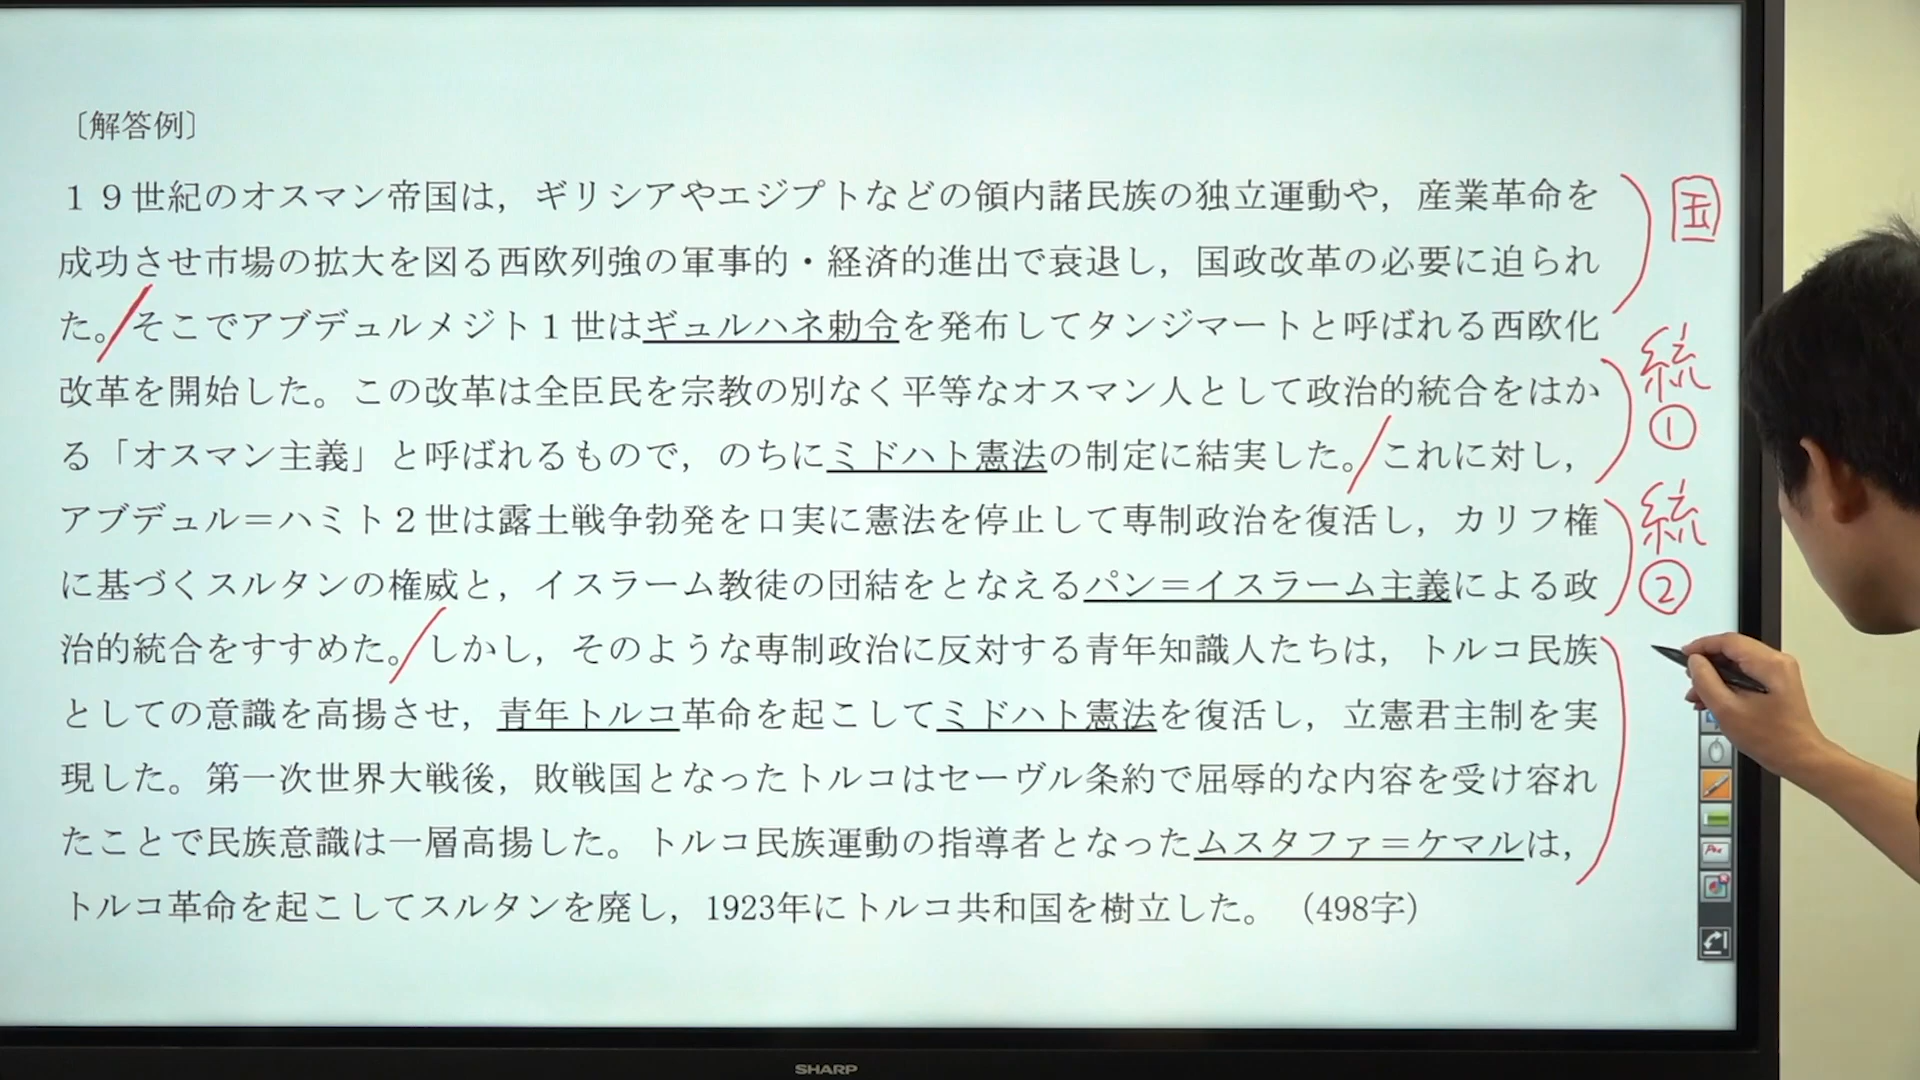 〔解答例〕
１９世紀のオスマン帝国は，ギリシアやエジプトなどの領内諸民族の独立運動や，産業革命を
成功させ市場の拡大を図る西欧列強の軍事的・経済的進出で衰退し，国政改革の必要に迫られ
た。そこでアブデュルメジト１世はギュルハネ勅令を発布してタンジマートと呼ばれる西欧化
改革を開始した。この改革は全臣民を宗教の別なく平等なオスマン人として政治的統合をはか
る「オスマン主義」と呼ばれるもので，のちにミドハト憲法の制定に結実した。これに対し，
アブデュル＝ハミト２世は露土戦争勃発を口実に憲法を停止して専制政治を復活し，カリフ権
に基づくスルタンの権威と，イスラーム教徒の団結をとなえるパン＝イスラーム主義による政
治的統合をすすめた。しかし，そのような専制政治に反対する青年知識人たちは，トルコ民族
としての意識を高揚させ，青年トルコ革命を起こしてミドハト憲法を復活し，立憲君主制を実
現した。第一次世界大戦後，敗戦国となったトルコはセーヴル条約で屈辱的な内容を受け容れ
たことで民族意識は一層高揚した。トルコ民族運動の指導者となったムスタファ＝ケマルは，
トルコ革命を起こしてスルタンを廃し，1923年にトルコ共和国を樹立した。（498字）
国
統
①
統
②
SHARP